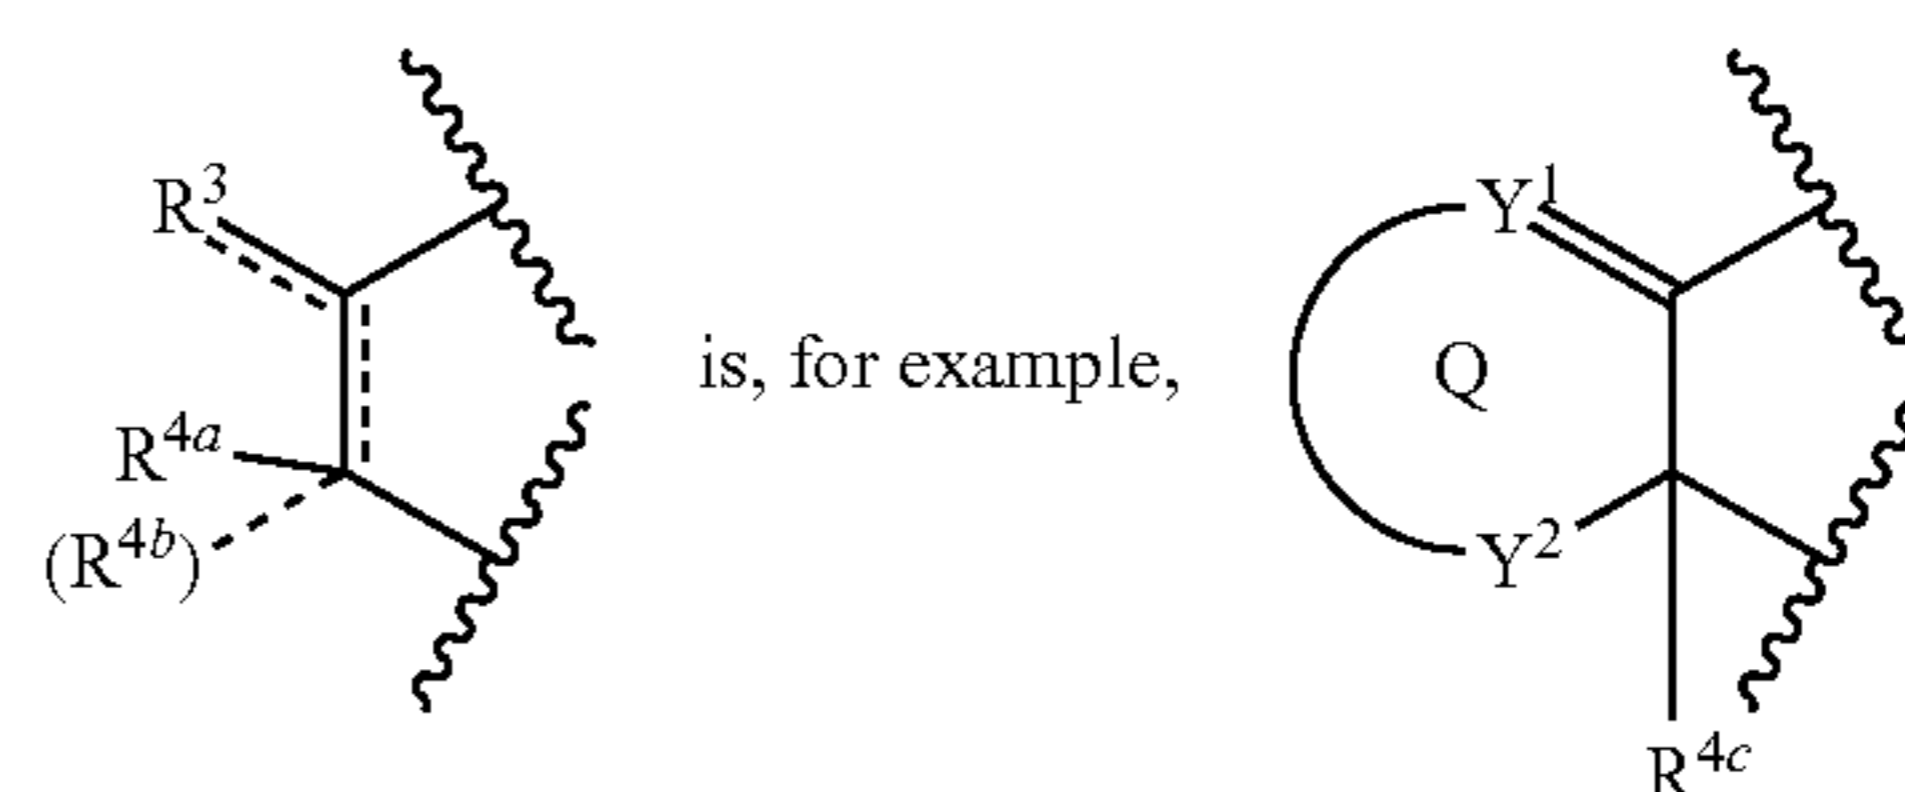 R³
R⁴ᵃ
(R⁴ᵇ)
is, for example,
Y¹
Q
Y²
R⁴ᶜ